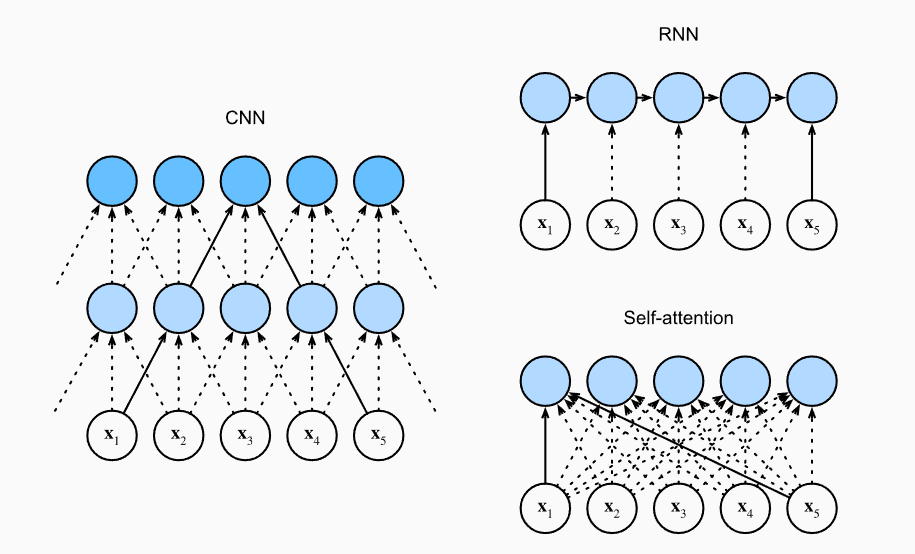 CNN
x1 x2 x3 x4 x5
RNN
x1 x2 x3 x4 x5
Self-attention
x1 x2 x3 x4 x5